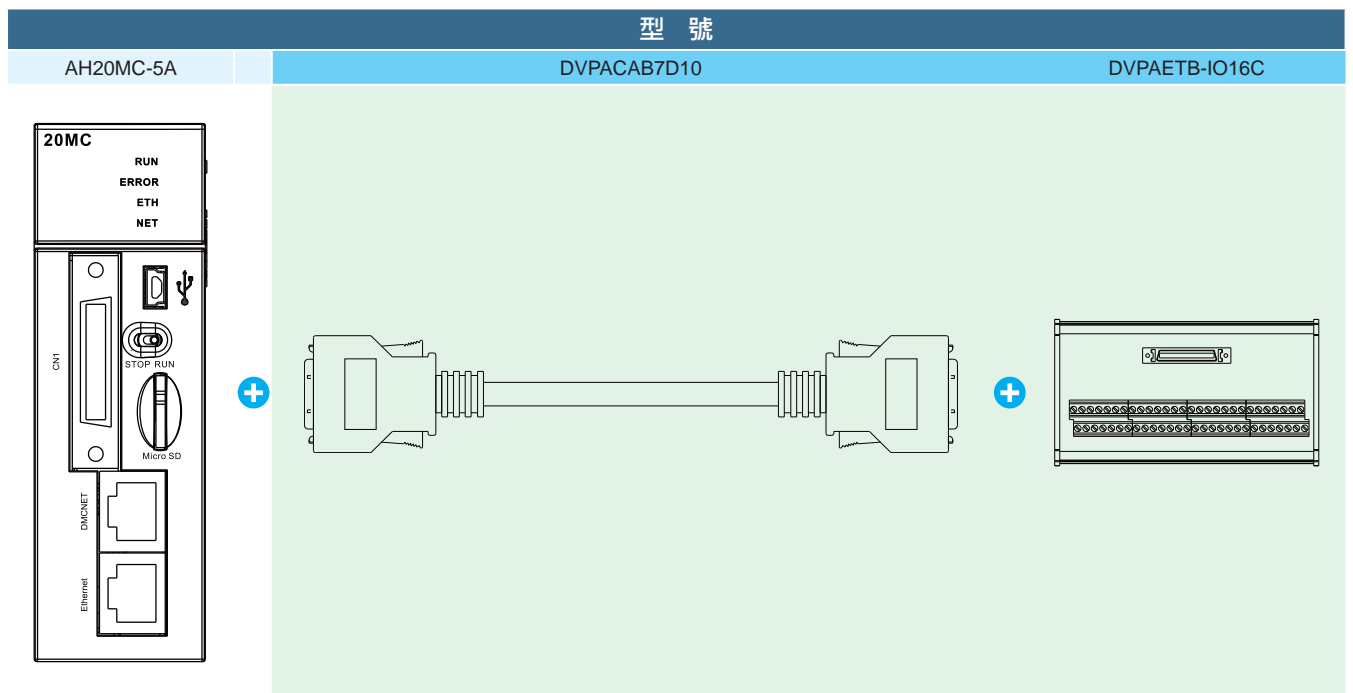 型 號
AH20MC-5A DVPACAB7D10 DVPAETB-IO16C
20MC
RUN
ERROR
ETH
NET
CN1
STOP RUN
Micro SD
DMCNET
Ethernet